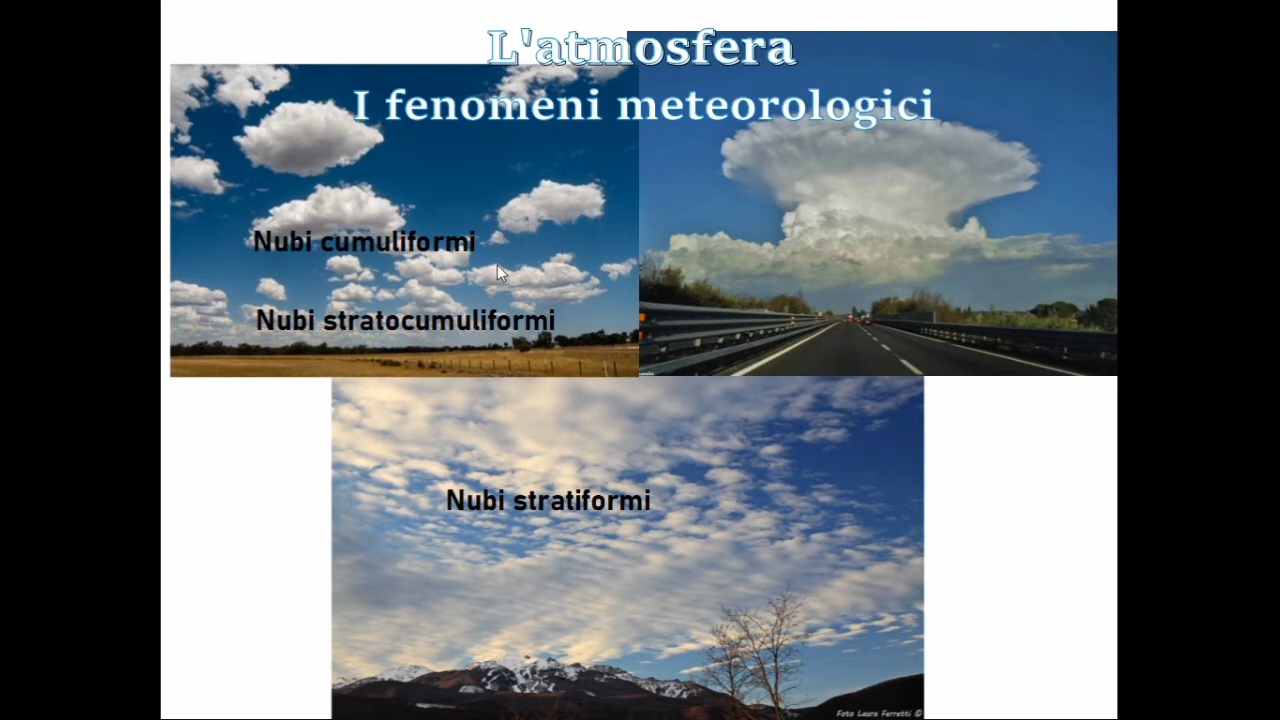 L'atmosfera
I fenomeni meteorologici
Nubi cumuliformi
Nubi stratocumuliformi
Nubi stratiformi
Foto Laura Ferretti ©